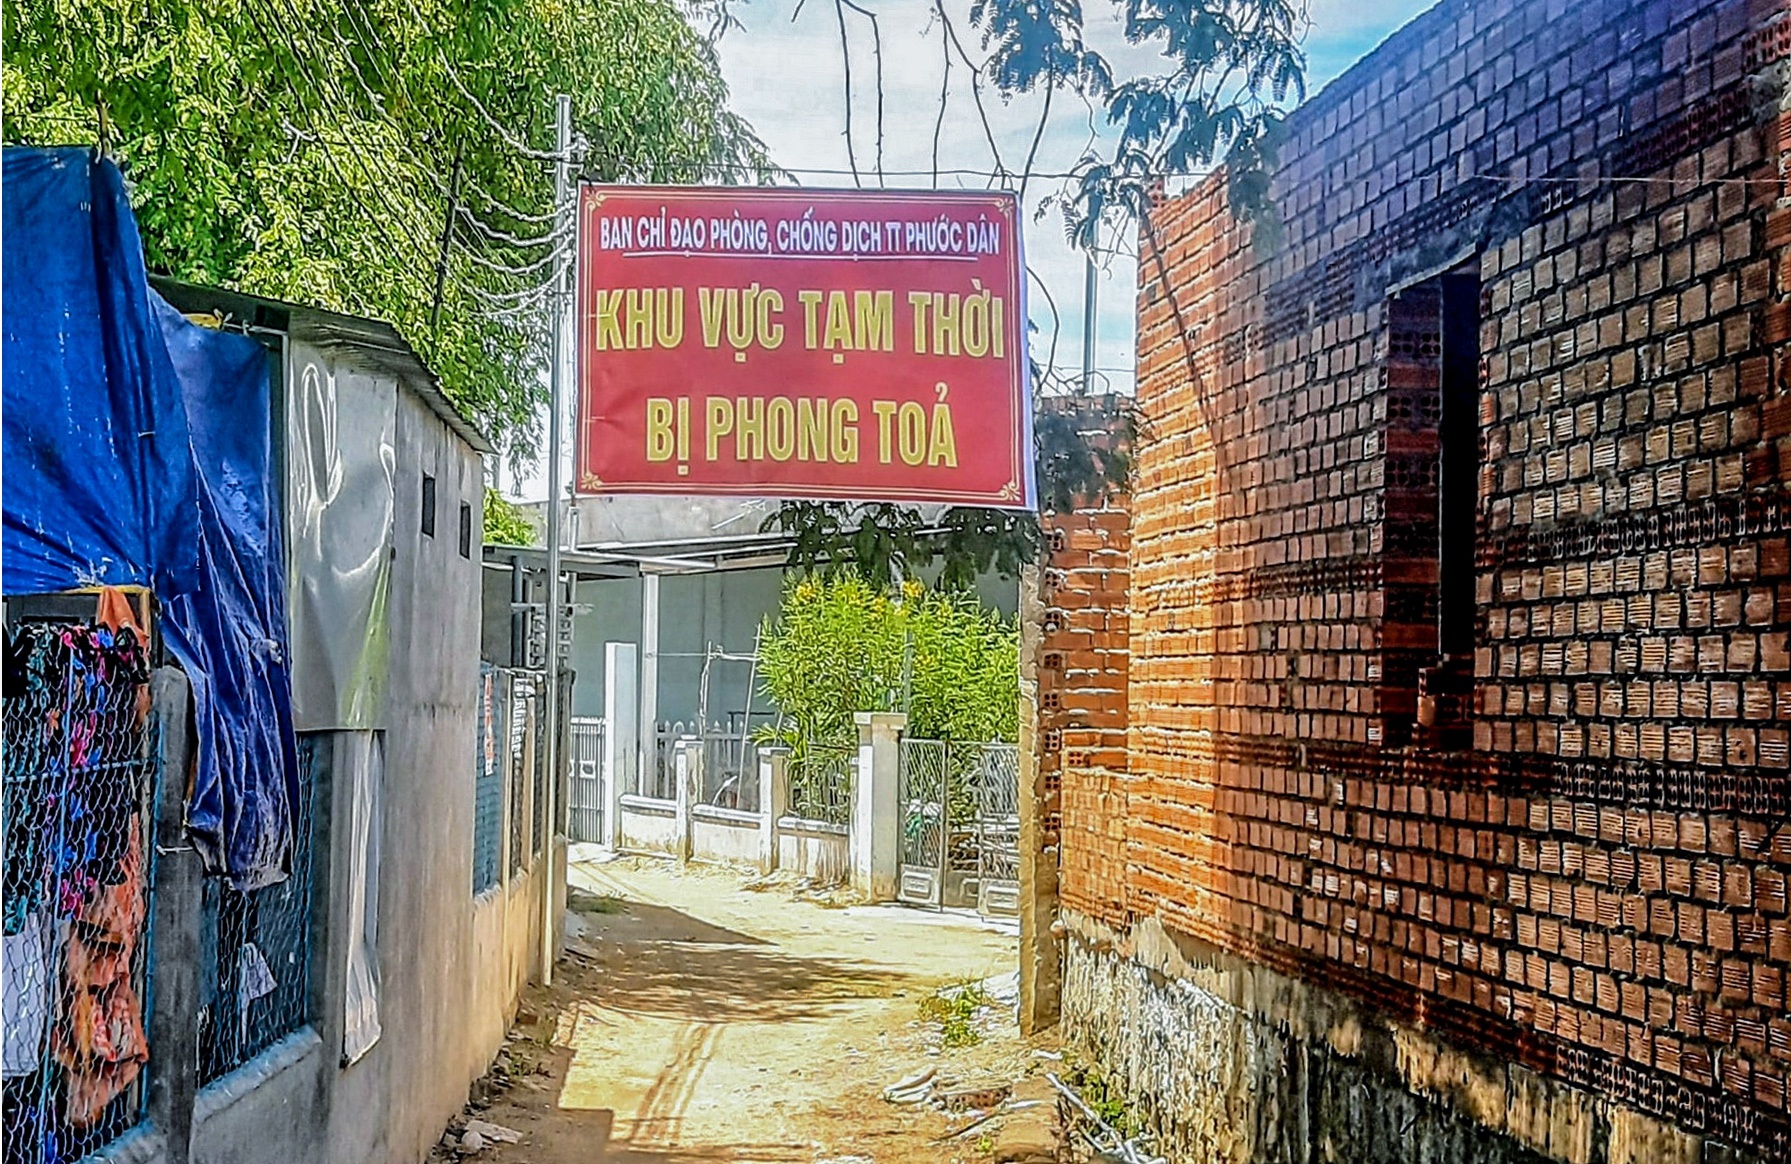 BAN CHỈ ĐẠO PHÒNG, CHỐNG DỊCH TT PHƯỚC DÂN
KHU VỰC TẠM THỜI
BỊ PHONG TOẢ